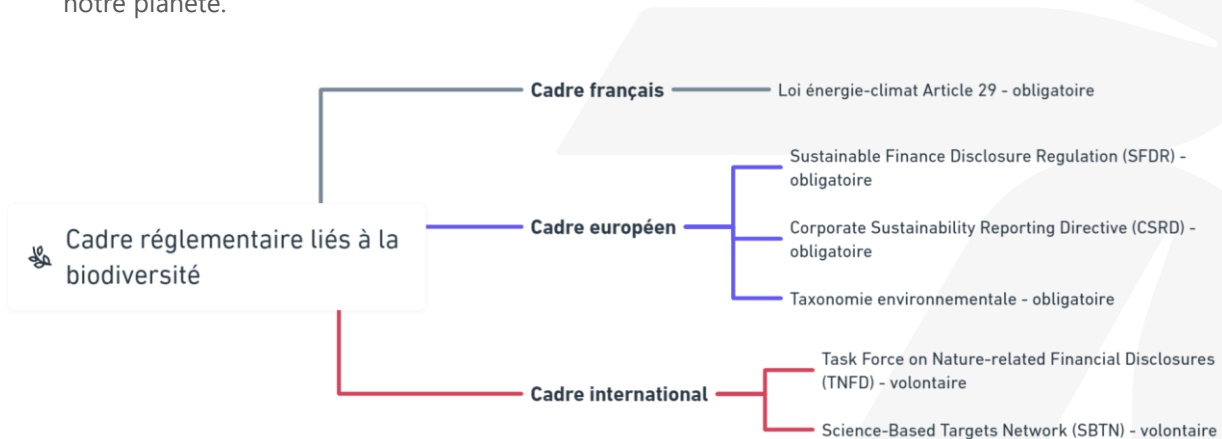 notre planète.
Cadre réglementaire liés à la
biodiversité
Cadre français
Loi énergie-climat Article 29 - obligatoire
Cadre européen
Sustainable Finance Disclosure Regulation (SFDR) -
obligatoire
Corporate Sustainability Reporting Directive (CSRD) -
obligatoire
Taxonomie environnementale - obligatoire
Cadre international
Task Force on Nature-related Financial Disclosures
(TNFD) - volontaire
Science-Based Targets Network (SBTN) - volontaire